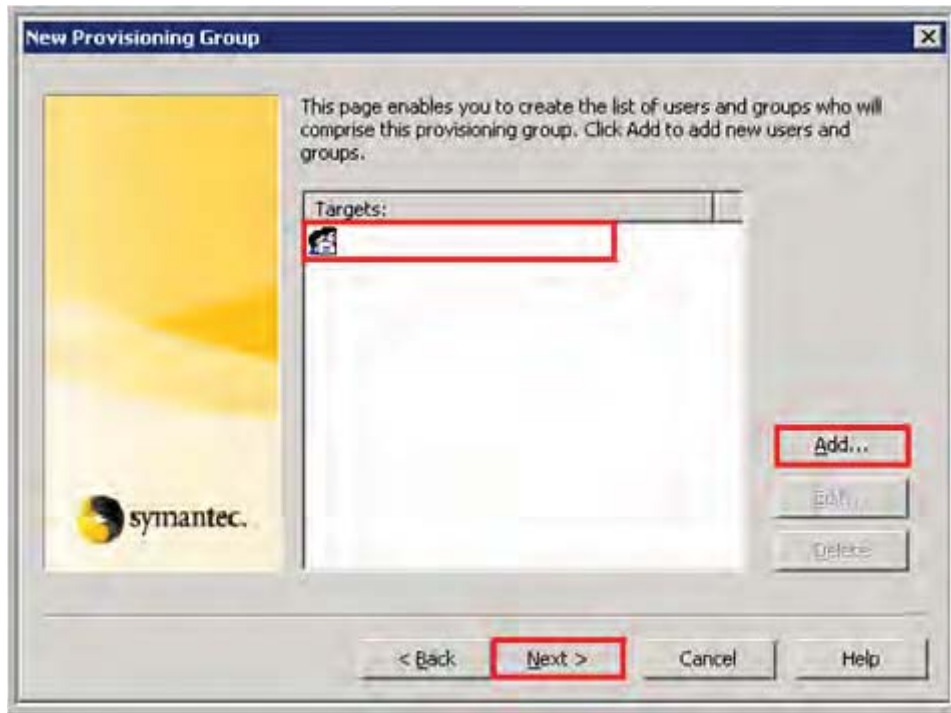 New Provisioning Group
This page enables you to create the list of users and groups who will
comprise this provisioning group. Click Add to add new users and
groups.
Targets:
Add...
Edit...
Delete
symantec.
< Back
Next >
Cancel
Help